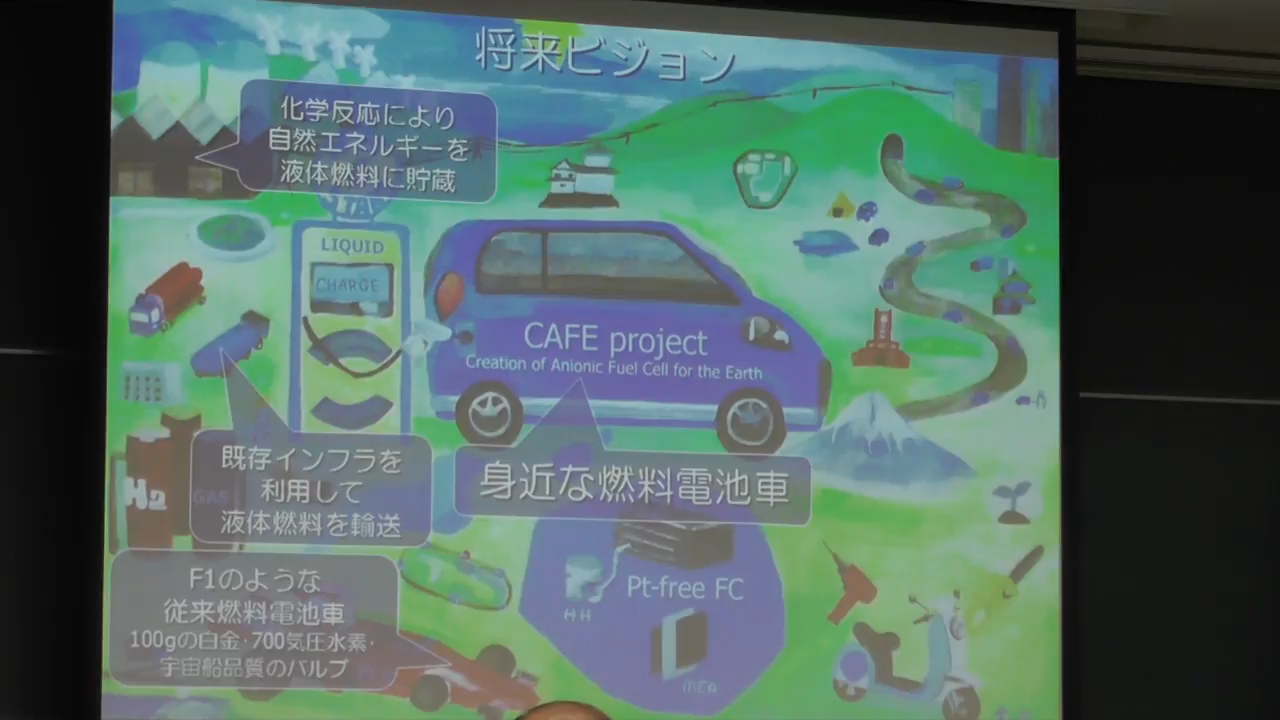 将来ビジョン
化学反応により
自然エネルギーを
液体燃料に貯蔵
LIQUID
CHARGE
CAFE project
Creation of Anionic Fuel Cell for the Earth
既存インフラを
利用して
液体燃料を輸送
身近な燃料電池車
H2
GAS
F1のような
従来燃料電池車
100gの白金・700気圧水素・
宇宙船品質のバルブ
Pt-free FC
HH
MEA